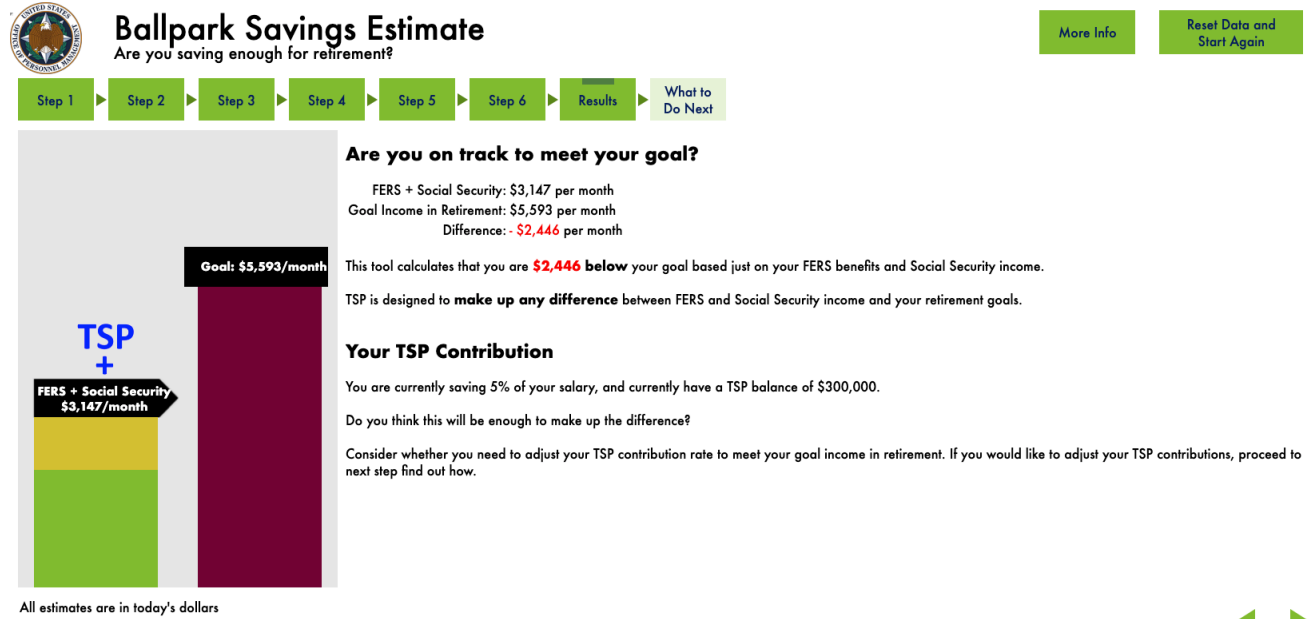 UNITED STATES
OFFICE OF PERSONNEL MANAGEMENT
Ballpark Savings Estimate
Are you saving enough for retirement?
More Info
Reset Data and
Start Again
Step 1
Step 2
Step 3
Step 4
Step 5
Step 6
Results
What to
Do Next
Goal: $5,593/month
TSP
+
FERS + Social Security
$3,147/month
Are you on track to meet your goal?
FERS + Social Security: $3,147 per month
Goal Income in Retirement: $5,593 per month
Difference: - $2,446 per month
This tool calculates that you are $2,446 below your goal based just on your FERS benefits and Social Security income.
TSP is designed to make up any difference between FERS and Social Security income and your retirement goals.
Your TSP Contribution
You are currently saving 5% of your salary, and currently have a TSP balance of $300,000.
Do you think this will be enough to make up the difference?
Consider whether you need to adjust your TSP contribution rate to meet your goal income in retirement. If you would like to adjust your TSP contributions, proceed to
next step find out how.
All estimates are in today's dollars